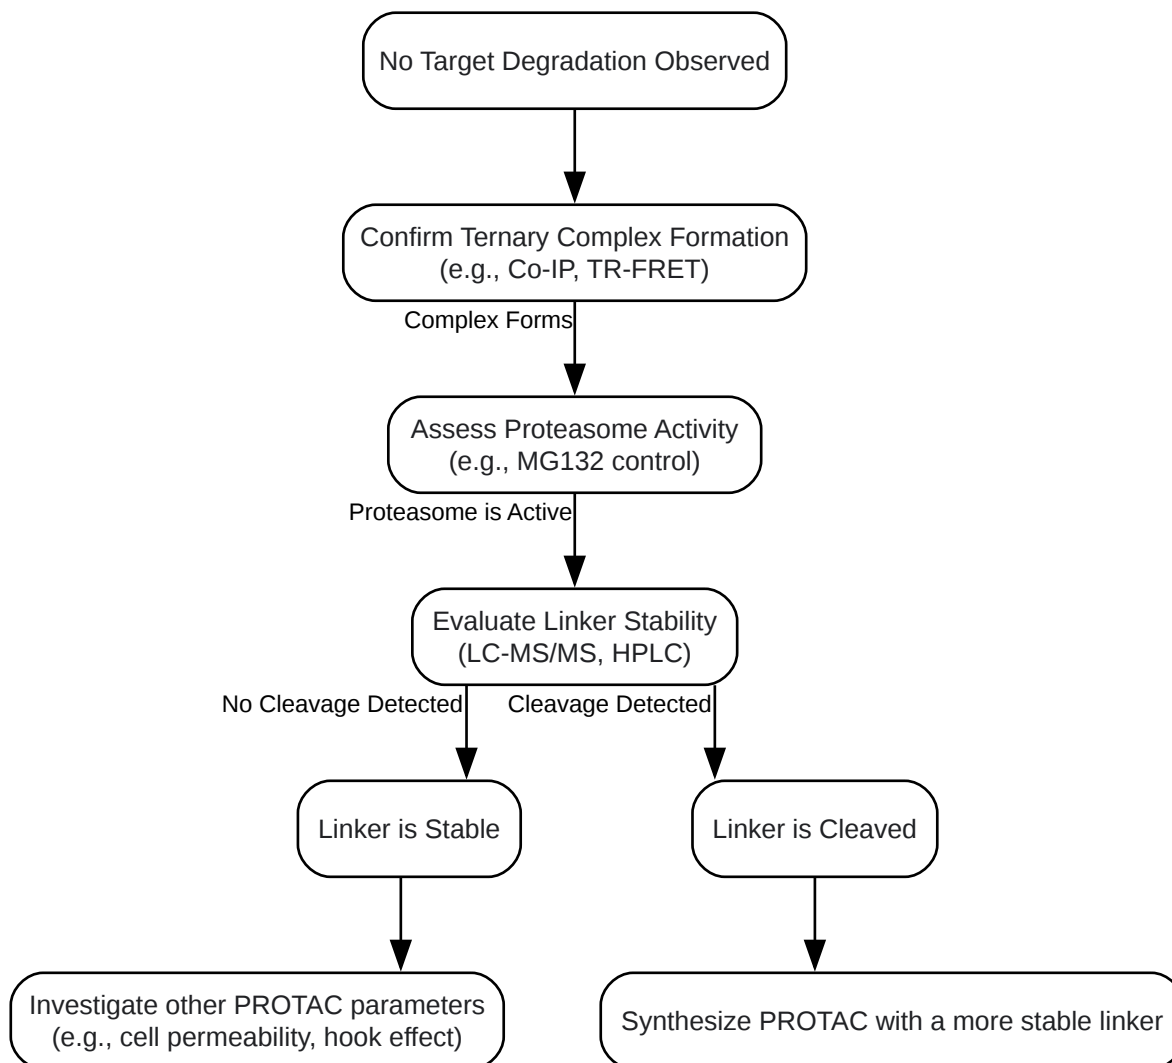 No Target Degradation Observed
Confirm Ternary Complex Formation
(e.g., Co-IP, TR-FRET)
Complex Forms
Assess Proteasome Activity
(e.g., MG132 control)
Proteasome is Active
Evaluate Linker Stability
(LC-MS/MS, HPLC)
No Cleavage Detected
Cleavage Detected
Linker is Stable
Linker is Cleaved
Investigate other PROTAC parameters
(e.g., cell permeability, hook effect)
Synthesize PROTAC with a more stable linker